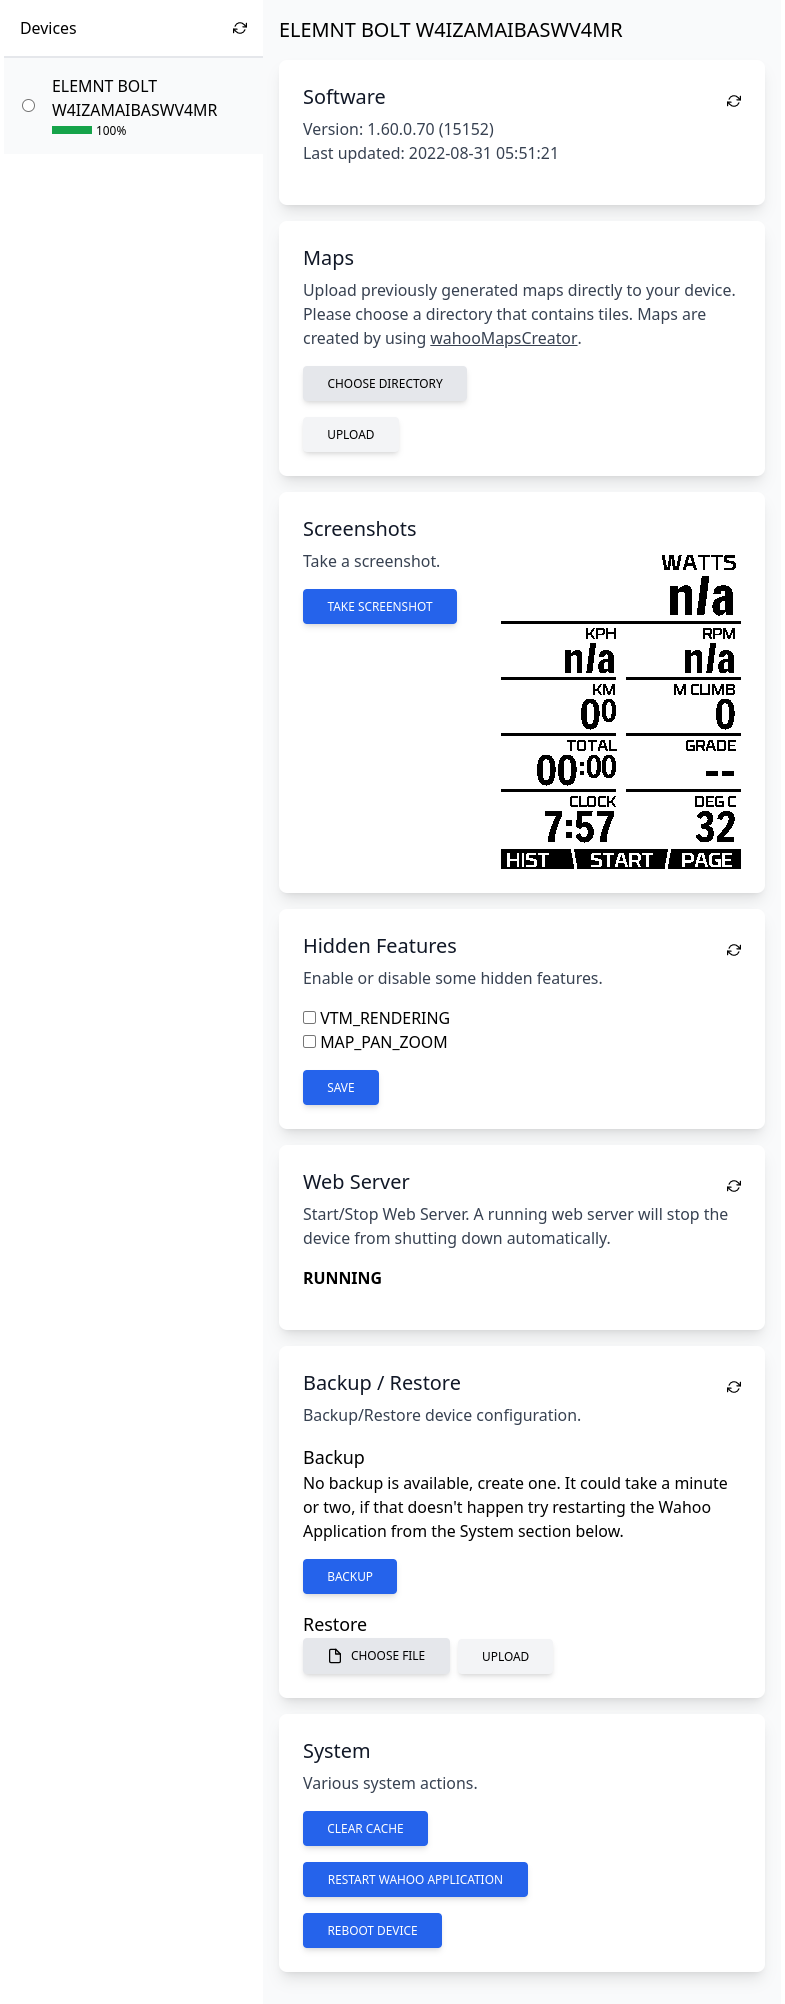 Devices
ELEMNT BOLT
W4IZAMAIBASWV4MR
100%
ELEMNT BOLT W4IZAMAIBASWV4MR
Software
Version: 1.60.0.70 (15152)
Last updated: 2022-08-31 05:51:21
Maps
Upload previously generated maps directly to your device.
Please choose a directory that contains tiles. Maps are
created by using wahooMapsCreator.
CHOOSE DIRECTORY
UPLOAD
Screenshots
Take a screenshot.
TAKE SCREENSHOT
WATTS
n/a
KPH RPM
n/a n/a
KM M CLIMB
00 0
TOTAL GRADE
00:00 --
CLOCK DEG C
7:57 32
HIST START PAGE
Hidden Features
Enable or disable some hidden features.
VTM_RENDERING
MAP_PAN_ZOOM
SAVE
Web Server
Start/Stop Web Server. A running web server will stop the
device from shutting down automatically.
RUNNING
Backup / Restore
Backup/Restore device configuration.
Backup
No backup is available, create one. It could take a minute
or two, if that doesn't happen try restarting the Wahoo
Application from the System section below.
BACKUP
Restore
CHOOSE FILE UPLOAD
System
Various system actions.
CLEAR CACHE
RESTART WAHOO APPLICATION
REBOOT DEVICE